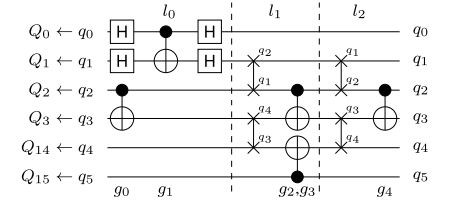 l₀ l₁ l₂
Q₀ ← q₀ H H q₀
Q₁ ← q₁ H H q₂ q₁ q₁
Q₂ ← q₂ q₁ q₂ q₂
Q₃ ← q₃ q₄ q₃ q₃
Q₁₄ ← q₄ q₃ q₄ q₄
Q₁₅ ← q₅ q₅
g₀ g₁ g₂,g₃ g₄